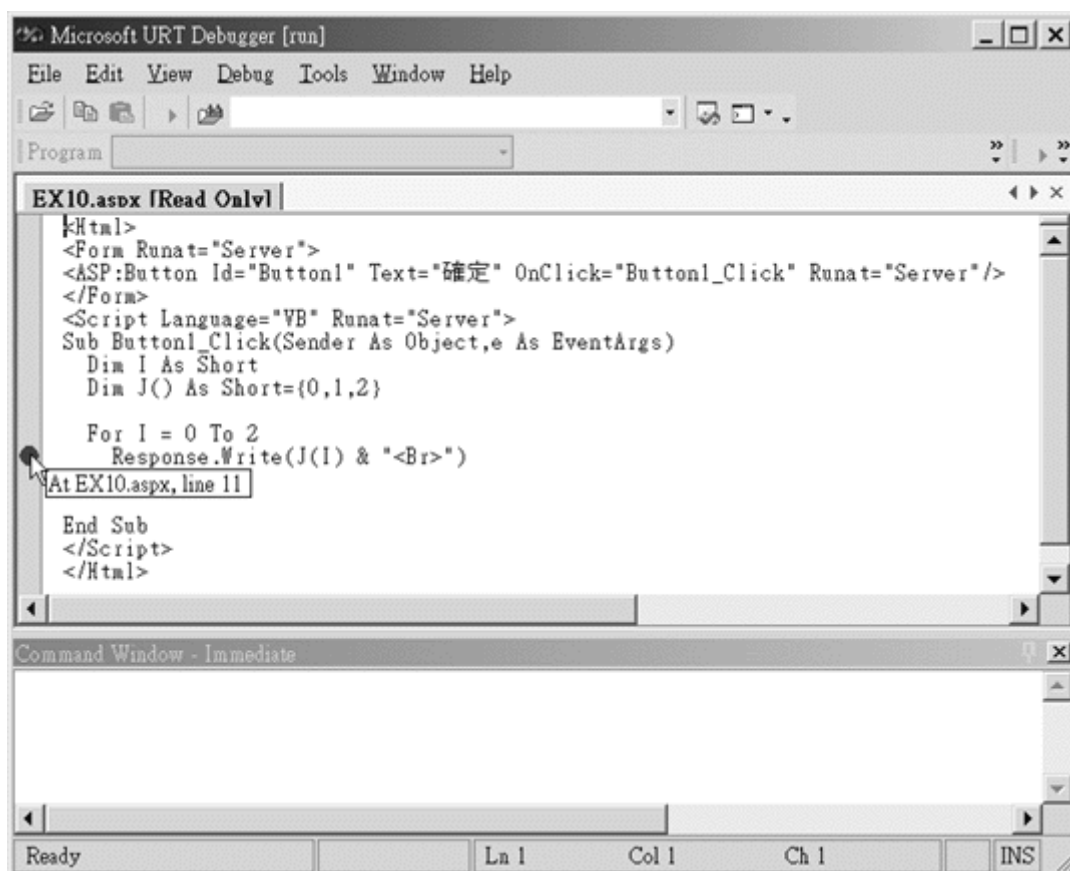 Microsoft URT Debugger [run]
File Edit View Debug Tools Window Help
Program
EX10.aspx [Read Only]
<Html>
<Form Runat="Server">
<ASP:Button Id="Button1" Text="確定" OnClick="Button1_Click" Runat="Server"/>
</Form>
<Script Language="VB" Runat="Server">
Sub Button1_Click(Sender As Object,e As EventArgs)
Dim I As Short
Dim J() As Short={0,1,2}
For I = 0 To 2
Response.Write(J(I) & "<Br>")
At EX10.aspx, line 11
End Sub
</Script>
</Html>
Command Window - Immediate
Ready Ln 1 Col 1 Ch 1 INS